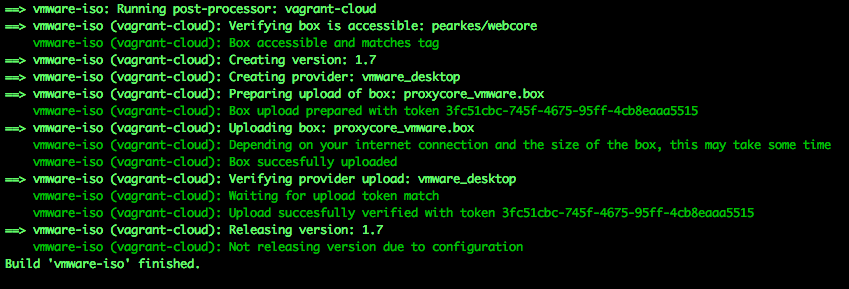 ==> vmware-iso: Running post-processor: vagrant-cloud
==> vmware-iso (vagrant-cloud): Verifying box is accessible: pearkes/webcore
vmware-iso (vagrant-cloud): Box accessible and matches tag
==> vmware-iso (vagrant-cloud): Creating version: 1.7
==> vmware-iso (vagrant-cloud): Creating provider: vmware_desktop
==> vmware-iso (vagrant-cloud): Preparing upload of box: proxycore_vmware.box
vmware-iso (vagrant-cloud): Box upload prepared with token 3fc51cbc-745f-4675-95ff-4cb8eaaa5515
==> vmware-iso (vagrant-cloud): Uploading box: proxycore_vmware.box
vmware-iso (vagrant-cloud): Depending on your internet connection and the size of the box, this may take some time
vmware-iso (vagrant-cloud): Box succesfully uploaded
==> vmware-iso (vagrant-cloud): Verifying provider upload: vmware_desktop
vmware-iso (vagrant-cloud): Waiting for upload token match
vmware-iso (vagrant-cloud): Upload succesfully verified with token 3fc51cbc-745f-4675-95ff-4cb8eaaa5515
==> vmware-iso (vagrant-cloud): Releasing version: 1.7
vmware-iso (vagrant-cloud): Not releasing version due to configuration
Build 'vmware-iso' finished.